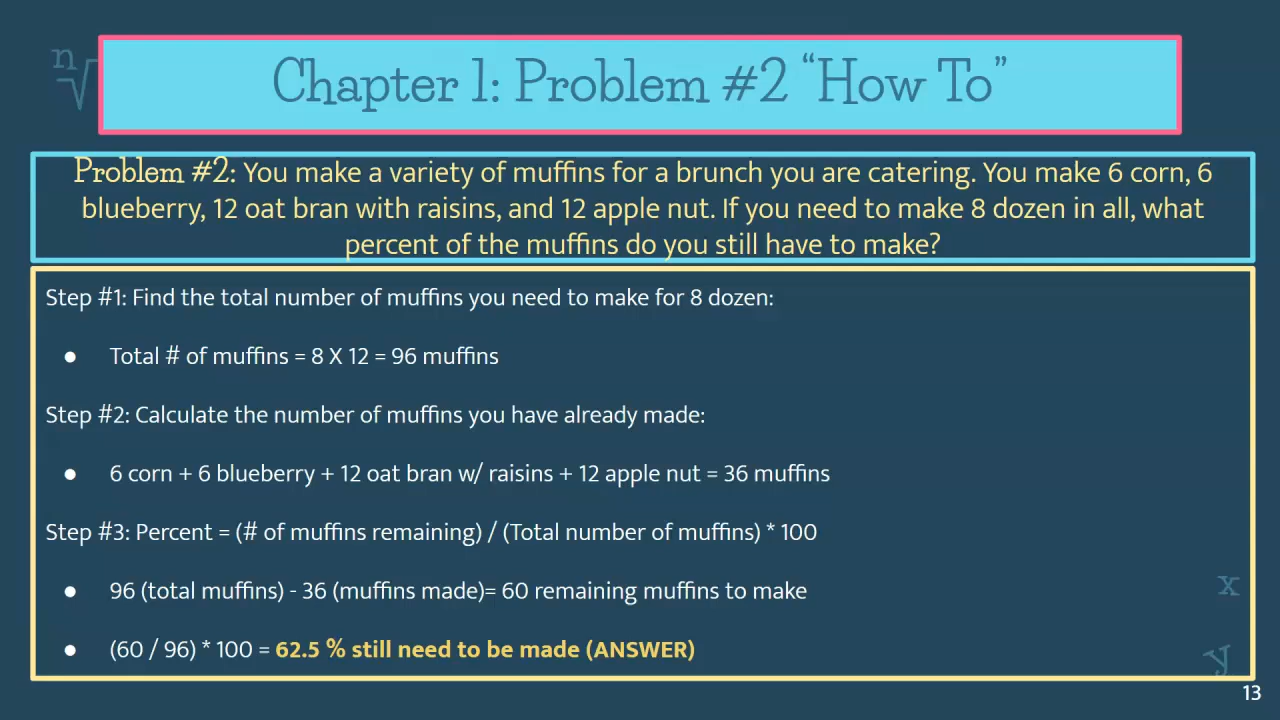 n
√
Chapter 1: Problem #2 “How To”
Problem #2: You make a variety of muffins for a brunch you are catering. You make 6 corn, 6
blueberry, 12 oat bran with raisins, and 12 apple nut. If you need to make 8 dozen in all, what
percent of the muffins do you still have to make?
Step #1: Find the total number of muffins you need to make for 8 dozen:
● Total # of muffins = 8 X 12 = 96 muffins
Step #2: Calculate the number of muffins you have already made:
● 6 corn + 6 blueberry + 12 oat bran w/ raisins + 12 apple nut = 36 muffins
Step #3: Percent = (# of muffins remaining) / (Total number of muffins) * 100
● 96 (total muffins) - 36 (muffins made)= 60 remaining muffins to make
● (60 / 96) * 100 = 62.5 % still need to be made (ANSWER)
x
y
13